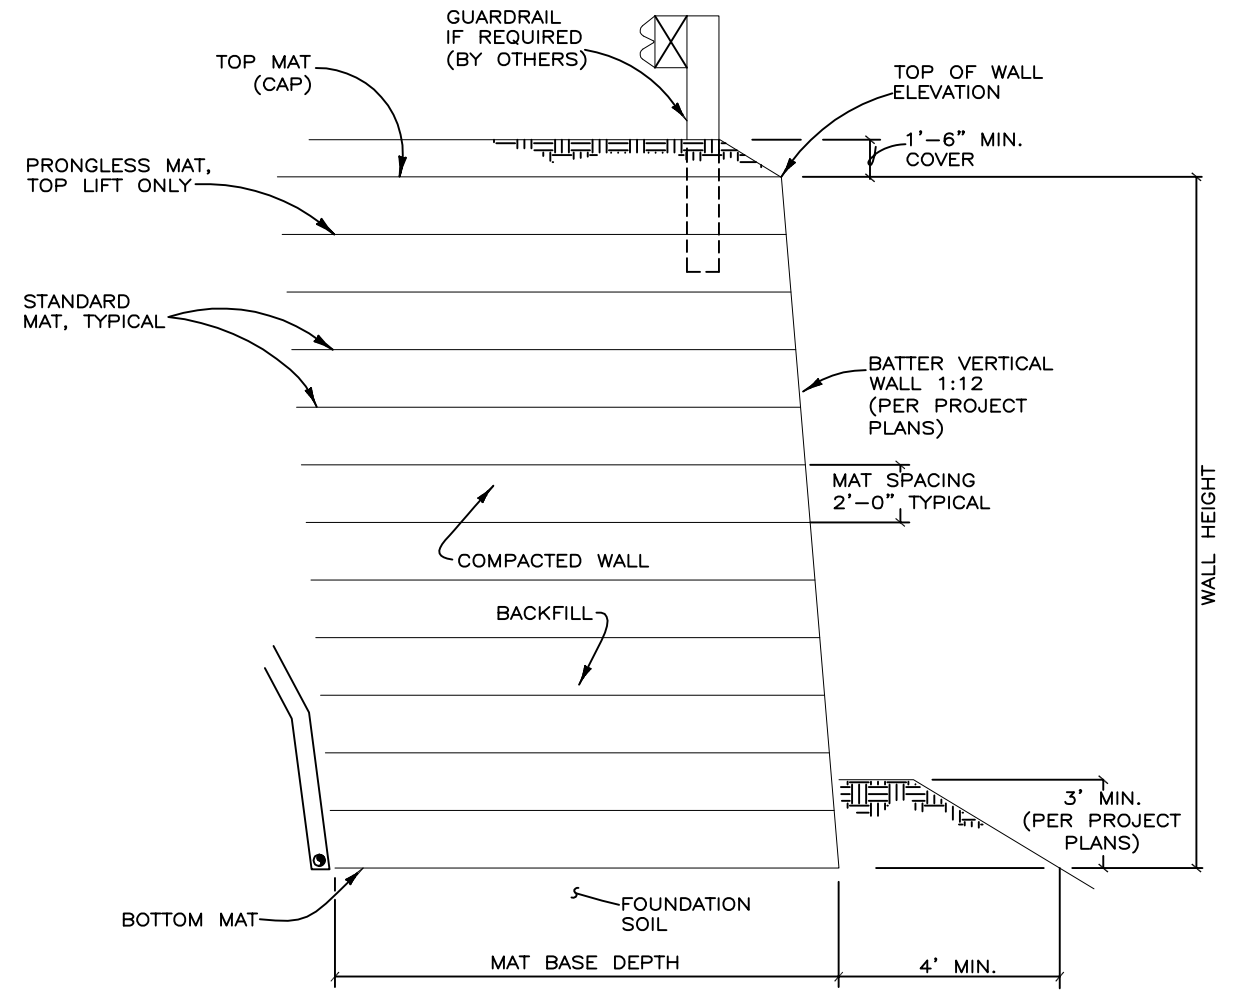 GUARDRAIL
IF REQUIRED
(BY OTHERS)
TOP MAT
(CAP)
TOP OF WALL
ELEVATION
1'-6" MIN.
COVER
PRONGLESS MAT,
TOP LIFT ONLY
STANDARD
MAT, TYPICAL
BATTER VERTICAL
WALL 1:12
(PER PROJECT
PLANS)
MAT SPACING
2'-0" TYPICAL
WALL HEIGHT
COMPACTED WALL
BACKFILL
3' MIN.
(PER PROJECT
PLANS)
BOTTOM MAT
FOUNDATION
SOIL
MAT BASE DEPTH
4' MIN.